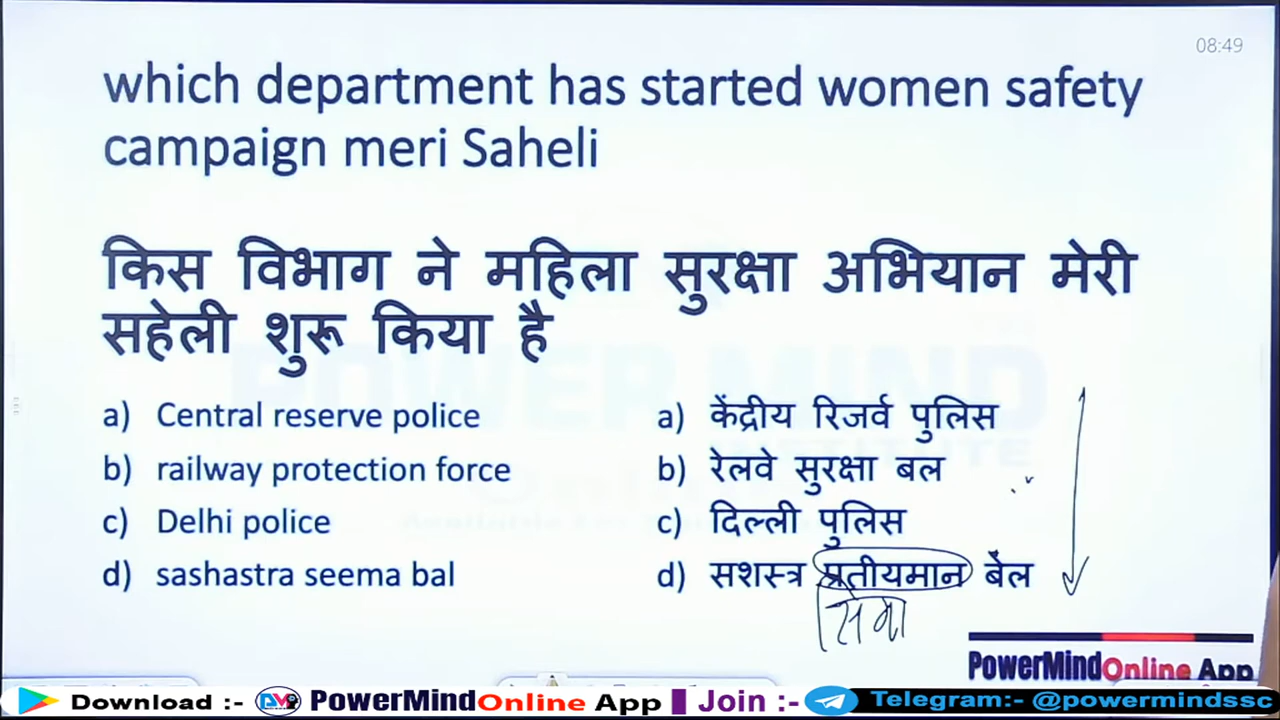 08:49
which department has started women safety
campaign meri Saheli
किस विभाग ने महिला सुरक्षा अभियान मेरी
सहेली शुरू किया है
a) Central reserve police
b) railway protection force
c) Delhi police
d) sashastra seema bal
a) केंद्रीय रिजर्व पुलिस
b) रेलवे सुरक्षा बल
c) दिल्ली पुलिस
d) सशस्त्र प्रतीयमान बल
PowerMindOnline App
Download :- PowerMindOnline App Join :- Telegram:- @powermindssc